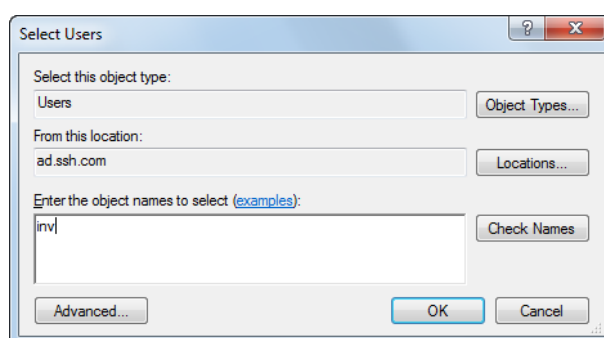 Select Users
Select this object type:
Users
Object Types...
From this location:
ad.ssh.com
Locations...
Enter the object names to select (examples):
inv
Check Names
Advanced...
OK
Cancel